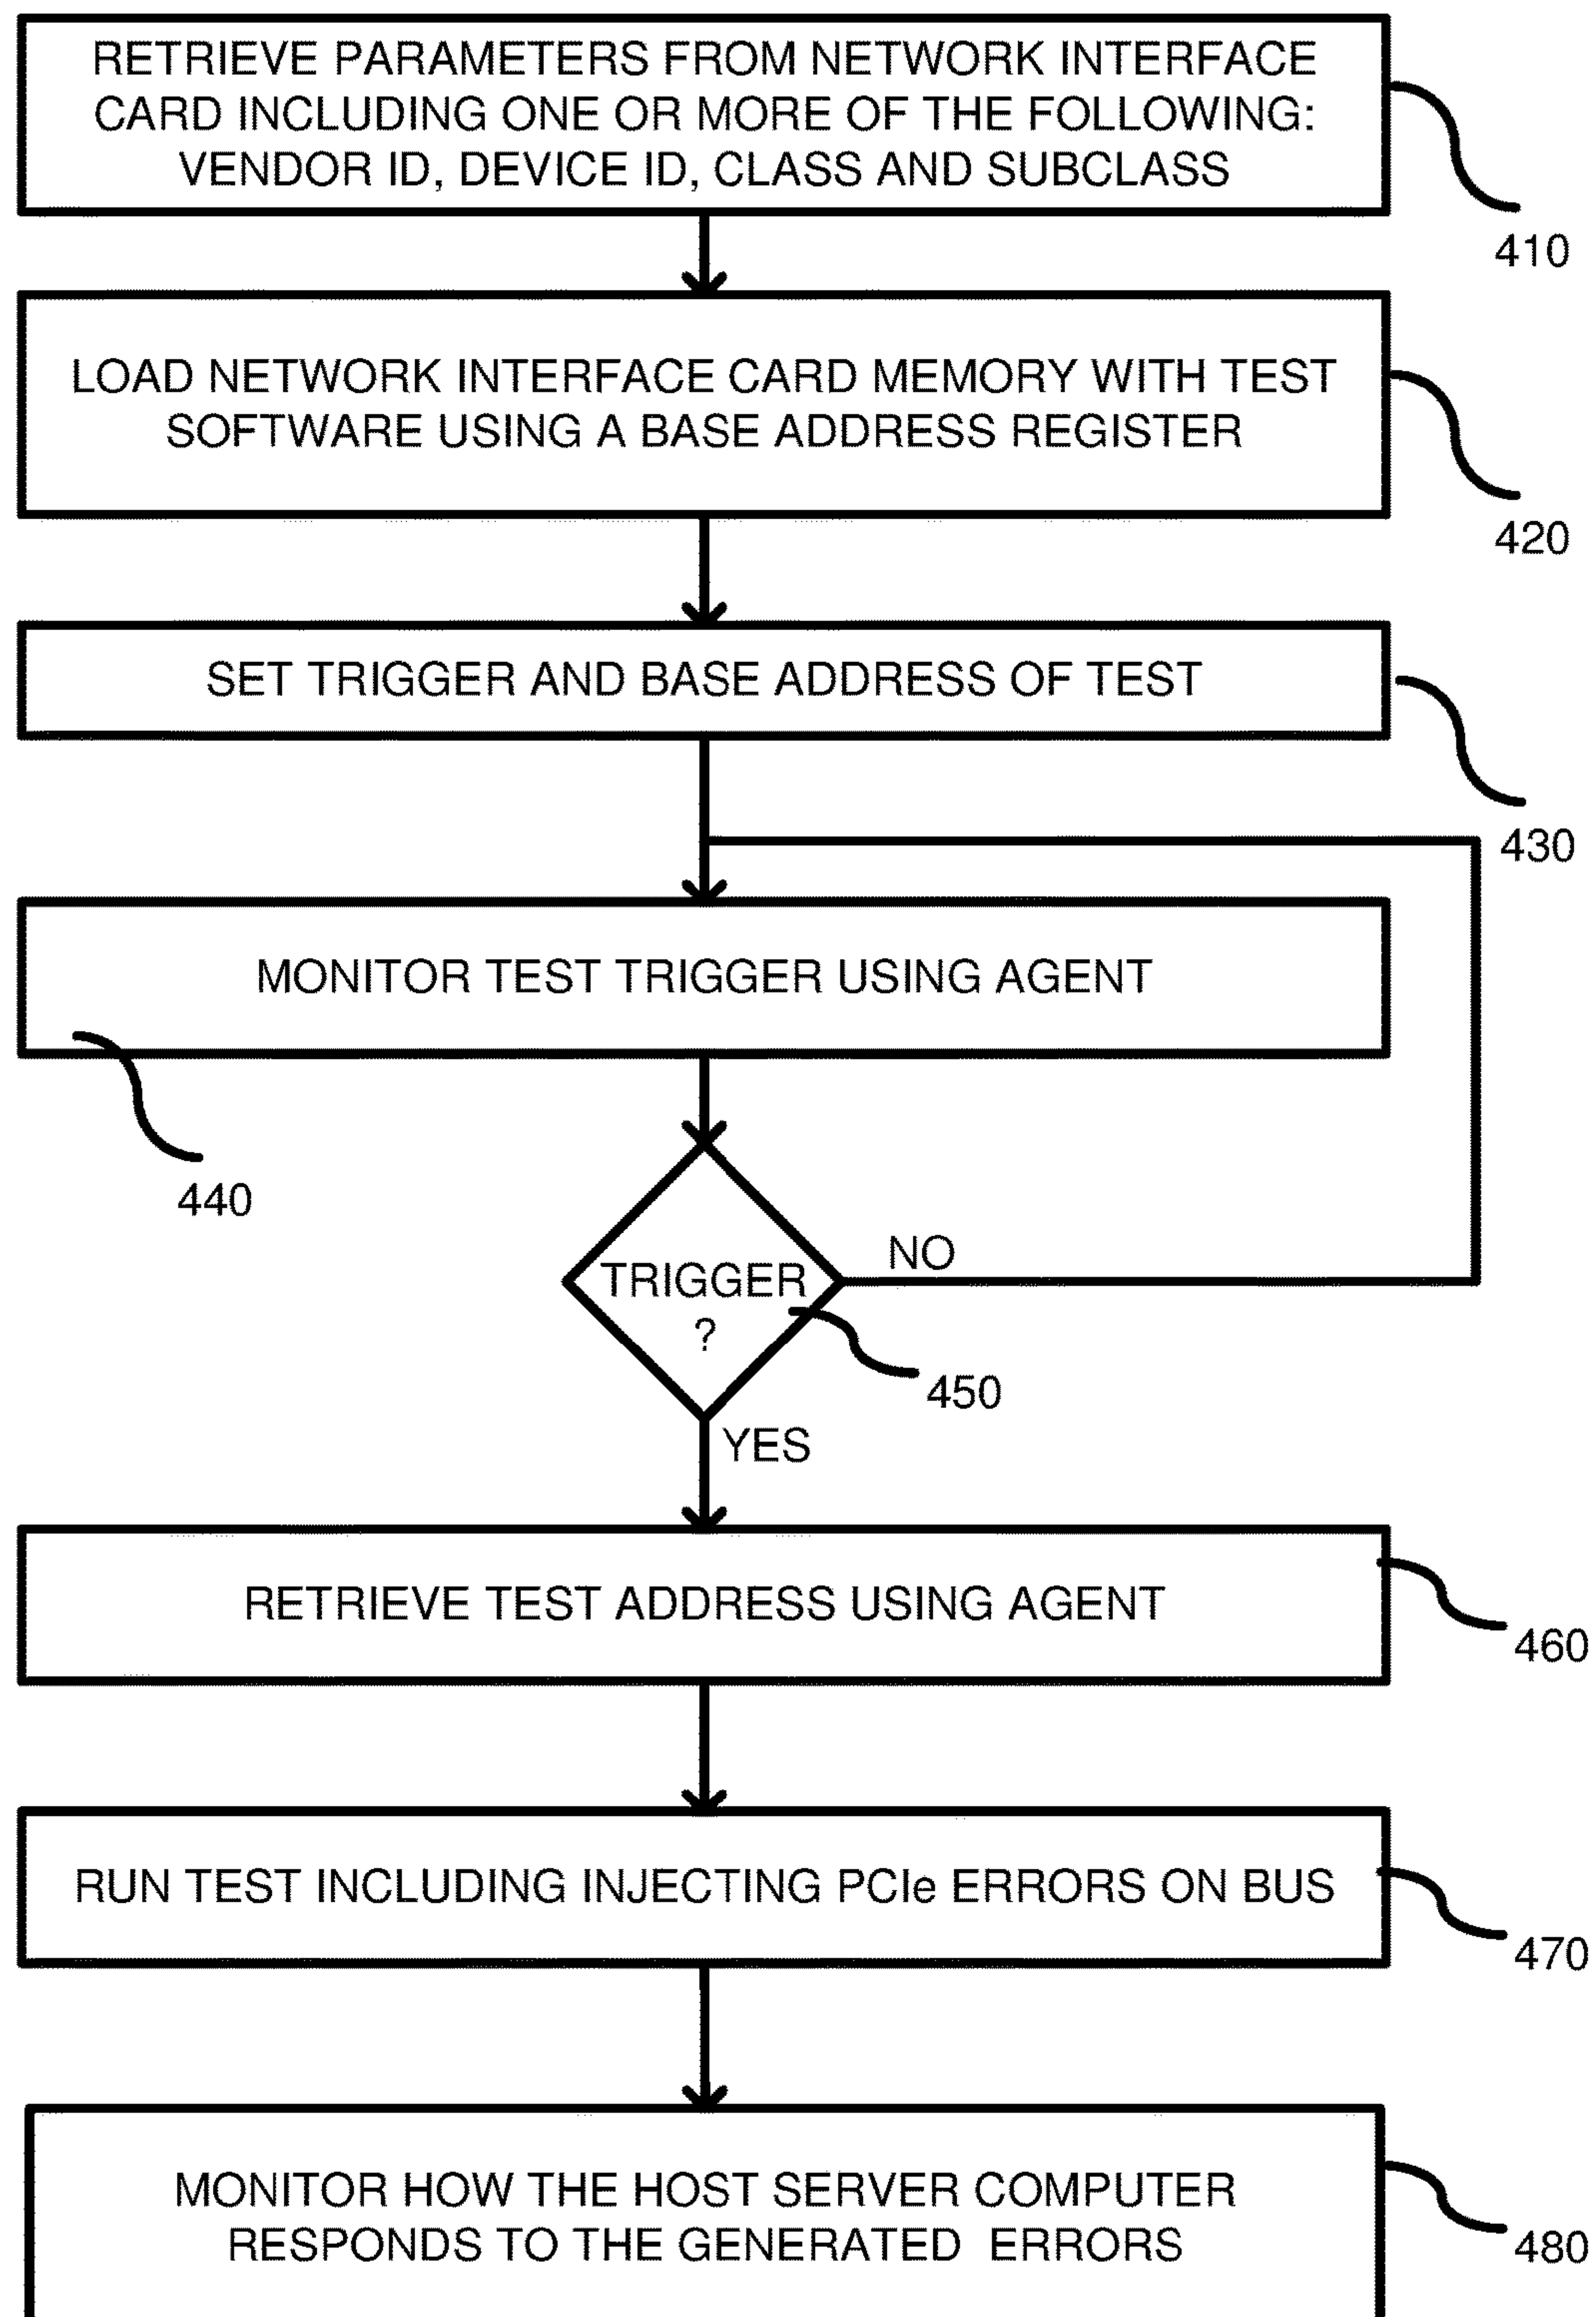 RETRIEVE PARAMETERS FROM NETWORK INTERFACE
CARD INCLUDING ONE OR MORE OF THE FOLLOWING:
VENDOR ID, DEVICE ID, CLASS AND SUBCLASS
410
LOAD NETWORK INTERFACE CARD MEMORY WITH TEST
SOFTWARE USING A BASE ADDRESS REGISTER
420
SET TRIGGER AND BASE ADDRESS OF TEST
430
MONITOR TEST TRIGGER USING AGENT
440
TRIGGER
?
NO
450
YES
RETRIEVE TEST ADDRESS USING AGENT
460
RUN TEST INCLUDING INJECTING PCIe ERRORS ON BUS
470
MONITOR HOW THE HOST SERVER COMPUTER
RESPONDS TO THE GENERATED ERRORS
480